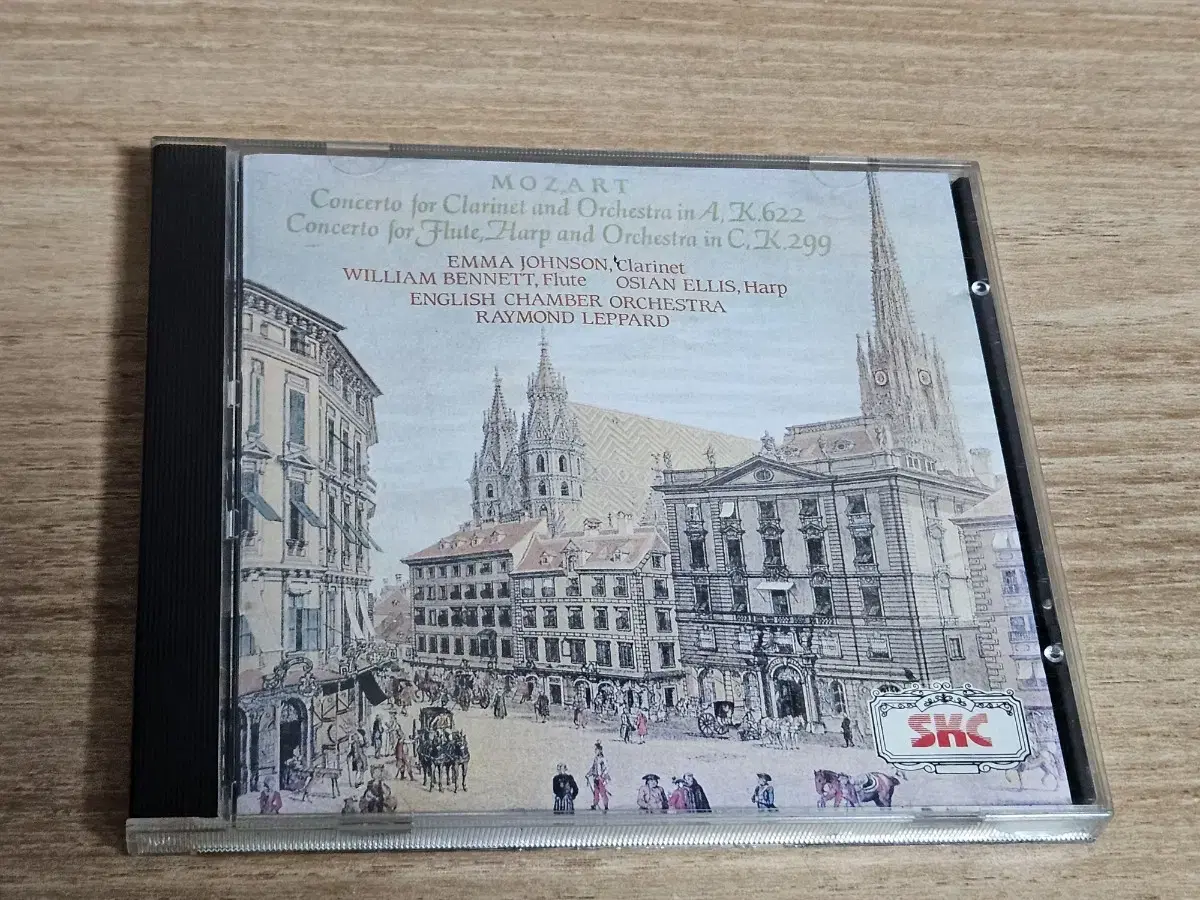 MOZART
Concerto for Clarinet and Orchestra in A, K.622
Concerto for Flute, Harp and Orchestra in C, K.299
EMMA JOHNSON, Clarinet
WILLIAM BENNETT, Flute OSIAN ELLIS, Harp
ENGLISH CHAMBER ORCHESTRA
RAYMOND LEPPARD
SKC